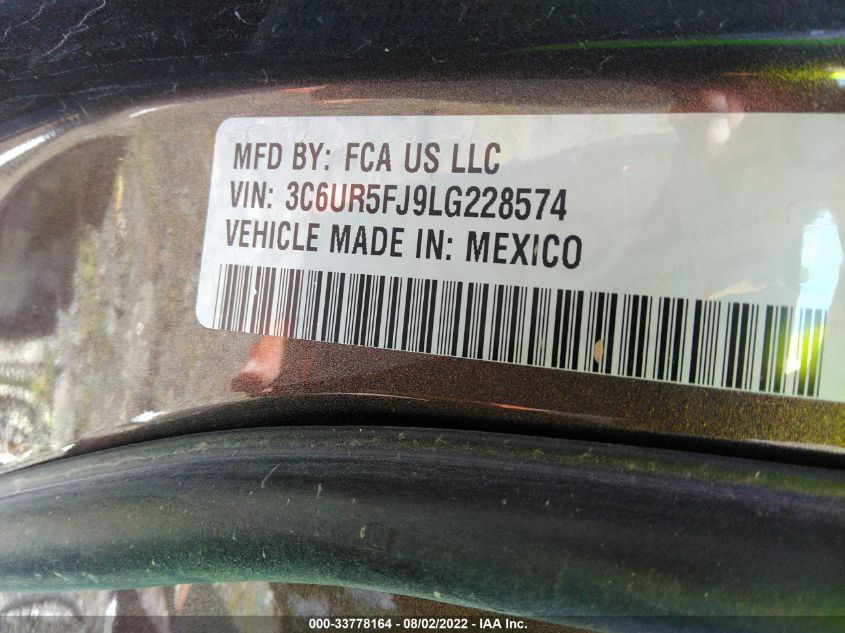 MFD BY: FCA US LLC
VIN: 3C6UR5FJ9LG228574
VEHICLE MADE IN: MEXICO
000-33778164 - 08/02/2022 - IAA Inc.